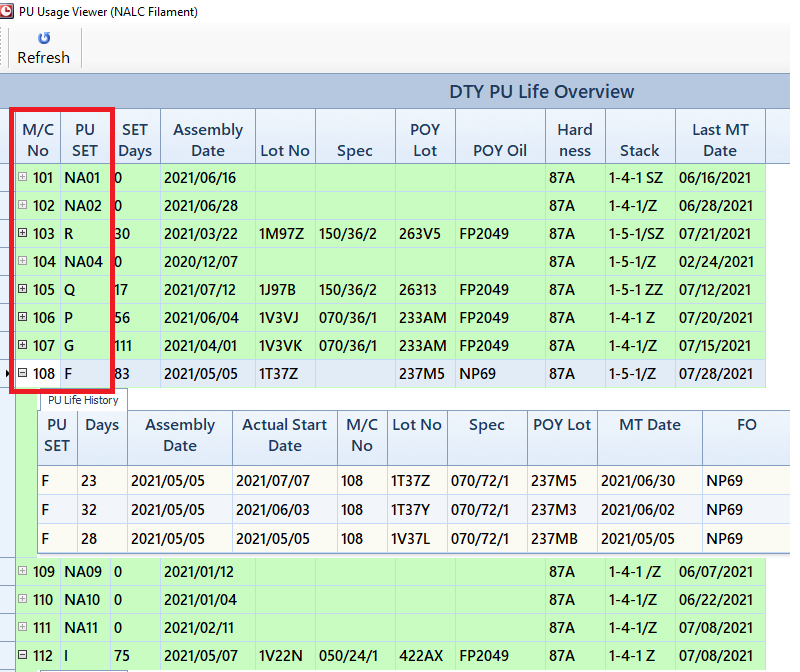 PU Usage Viewer (NALC Filament)
Refresh
DTY PU Life Overview
M/C No PU SET SET Days Assembly Date Lot No Spec POY Lot POY Oil Hard ness Stack Last MT Date
101 NA01 0 2021/06/16 87A 1-4-1 SZ 06/16/2021
102 NA02 0 2021/06/28 87A 1-4-1/Z 06/28/2021
103 R 30 2021/03/22 1M97Z 150/36/2 263V5 FP2049 87A 1-5-1/SZ 07/21/2021
104 NA04 0 2020/12/07 87A 1-5-1/Z 02/24/2021
105 Q 17 2021/07/12 1J97B 150/36/2 26313 FP2049 87A 1-5-1 ZZ 07/12/2021
106 P 56 2021/06/04 1V3VJ 070/36/1 233AM FP2049 87A 1-4-1 Z 07/20/2021
107 G 111 2021/04/01 1V3VK 070/36/1 233AM FP2049 87A 1-4-1/Z 07/15/2021
108 F 83 2021/05/05 1T37Z 237M5 NP69 87A 1-5-1/Z 07/28/2021
PU Life History
PU SET Days Assembly Date Actual Start Date M/C No Lot No Spec POY Lot MT Date FO
F 23 2021/05/05 2021/07/07 108 1T37Z 070/72/1 237M5 2021/06/30 NP69
F 32 2021/05/05 2021/06/03 108 1T37Y 070/72/1 237M3 2021/06/02 NP69
F 28 2021/05/05 2021/05/05 108 1V37L 070/72/1 237MB 2021/05/05 NP69
109 NA09 0 2021/01/12 87A 1-4-1 /Z 06/07/2021
110 NA10 0 2021/01/04 87A 1-4-1/Z 06/22/2021
111 NA11 0 2021/02/11 87A 1-4-1/Z 07/08/2021
112 I 75 2021/05/07 1V22N 050/24/1 422AX FP2049 87A 1-4-1 Z 07/08/2021